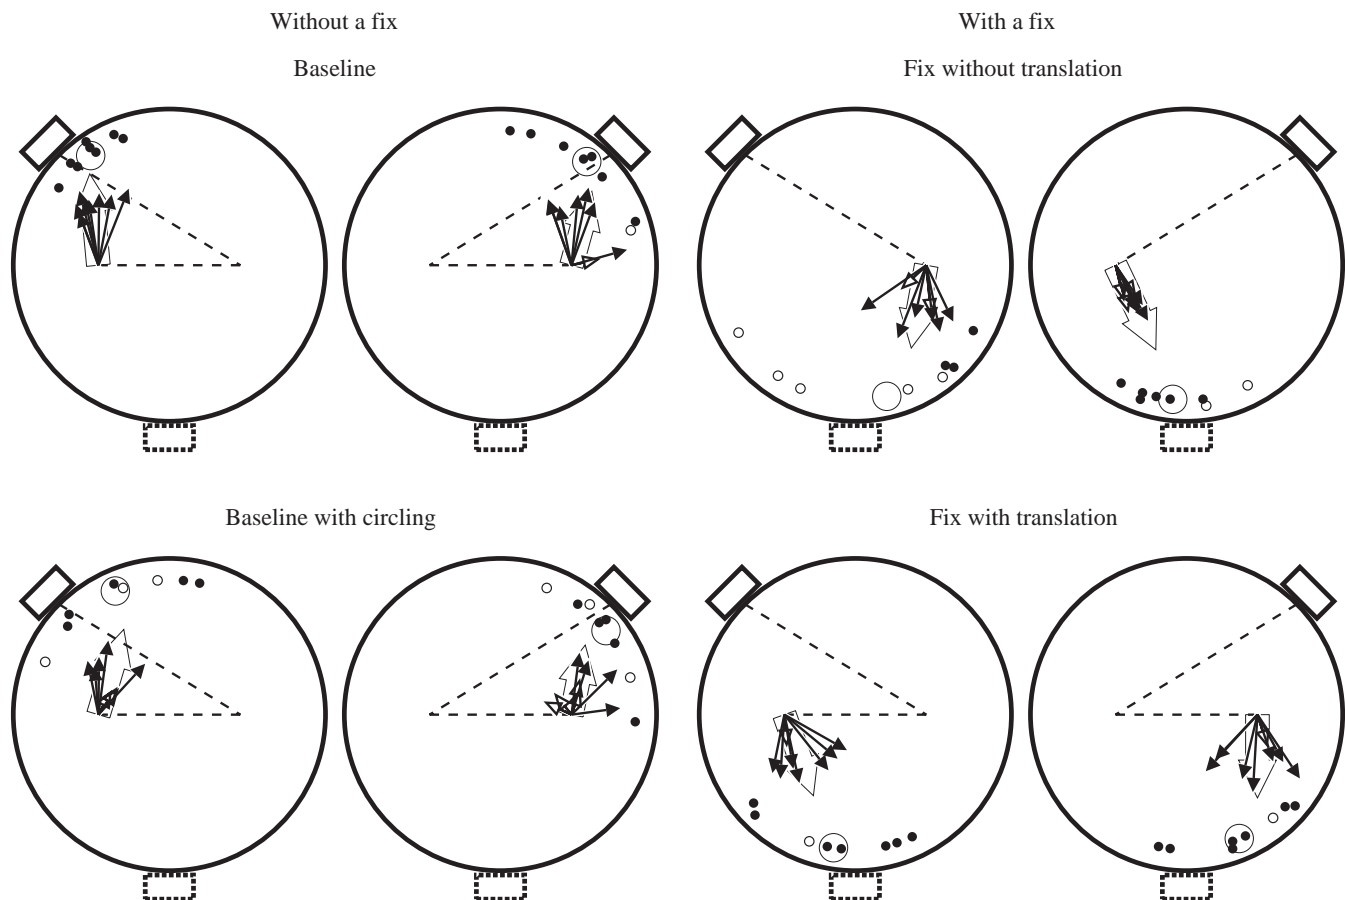 Without a fix
With a fix
Baseline
Fix without translation
Baseline with circling
Fix with translation